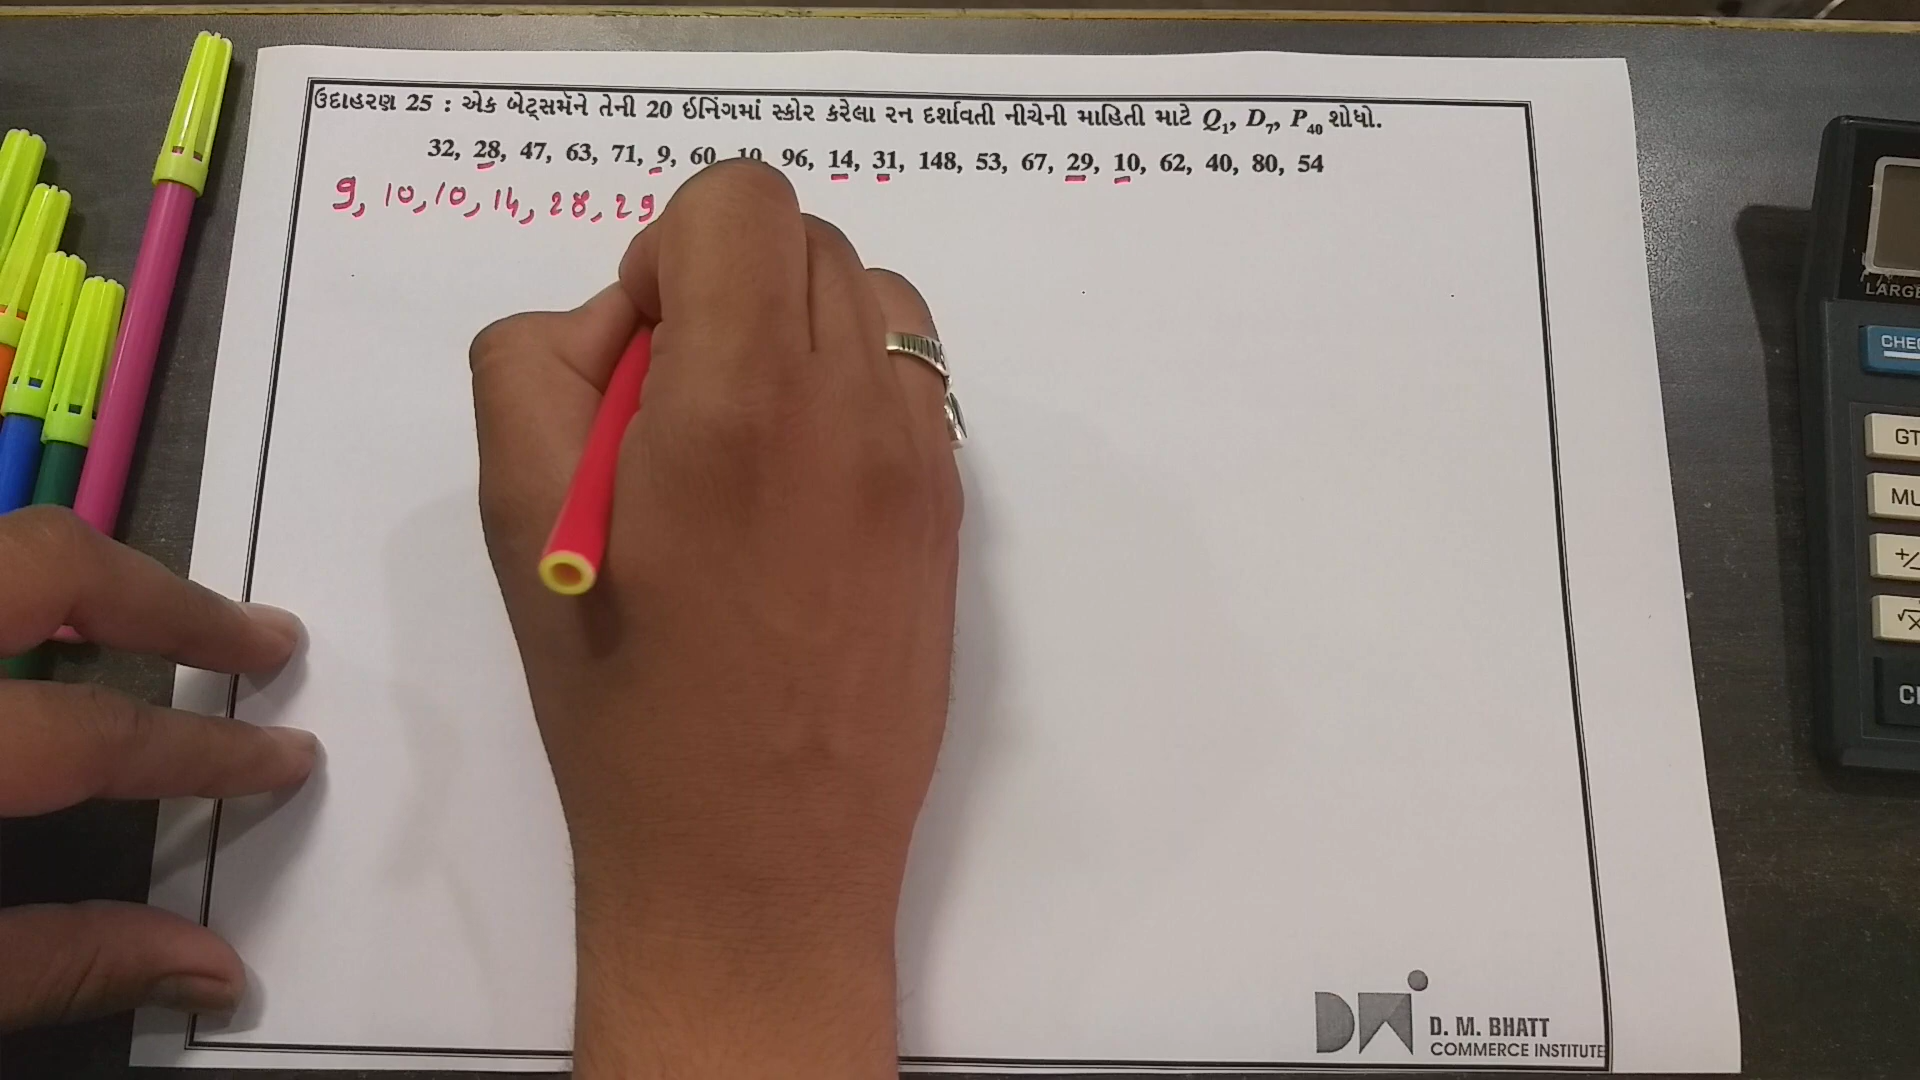 ઉદાહરણ 25 : એક બેટ્સમૅને તેની 20 ઇનિંગમાં સ્કોર કરેલા રન દર્શાવતી નીચેની માહિતી માટે Q₁, D₇, P₄₀ શોધો.
32, 28, 47, 63, 71, 9, 60, 10, 96, 14, 31, 148, 53, 67, 29, 10, 62, 40, 80, 54
9, 10, 10, 14, 28, 29
LARGE
CHEC
GT
MU
D. M. BHATT
COMMERCE INSTITUTE